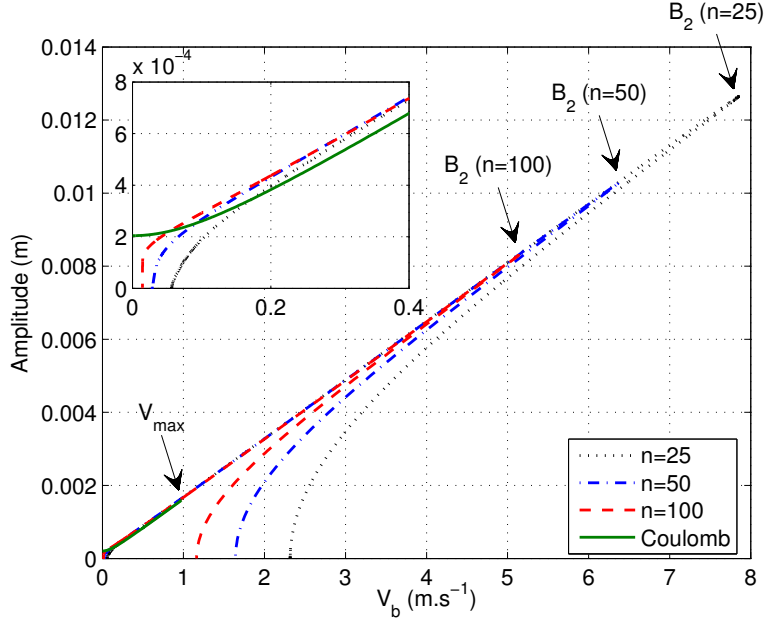 B₂ (n=25)
0.014
x 10⁻⁴
8
6
4
2
0
0
0.2
0.4
B₂ (n=50)
B₂ (n=100)
0.012
0.01
0.008
0.006
0.004
0.002
0
Amplitude (m)
V_max
n=25
n=50
n=100
Coulomb
0 1 2 3 4 5 6 7 8
V_b (m.s⁻¹)